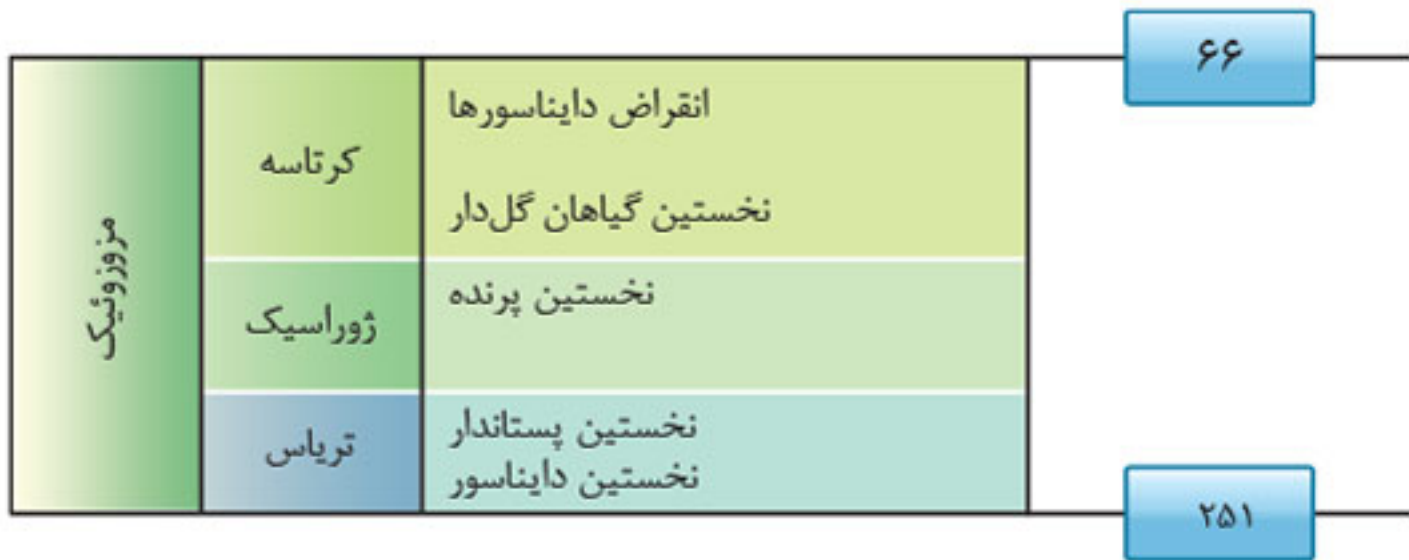 ۶۶
انقراض دایناسورها
کرتاسه
نخستین گیاهان گل‌دار
مزوزوئیک
نخستین پرنده
ژوراسیک
نخستین پستاندار
تریاس
نخستین دایناسور
۲۵۱